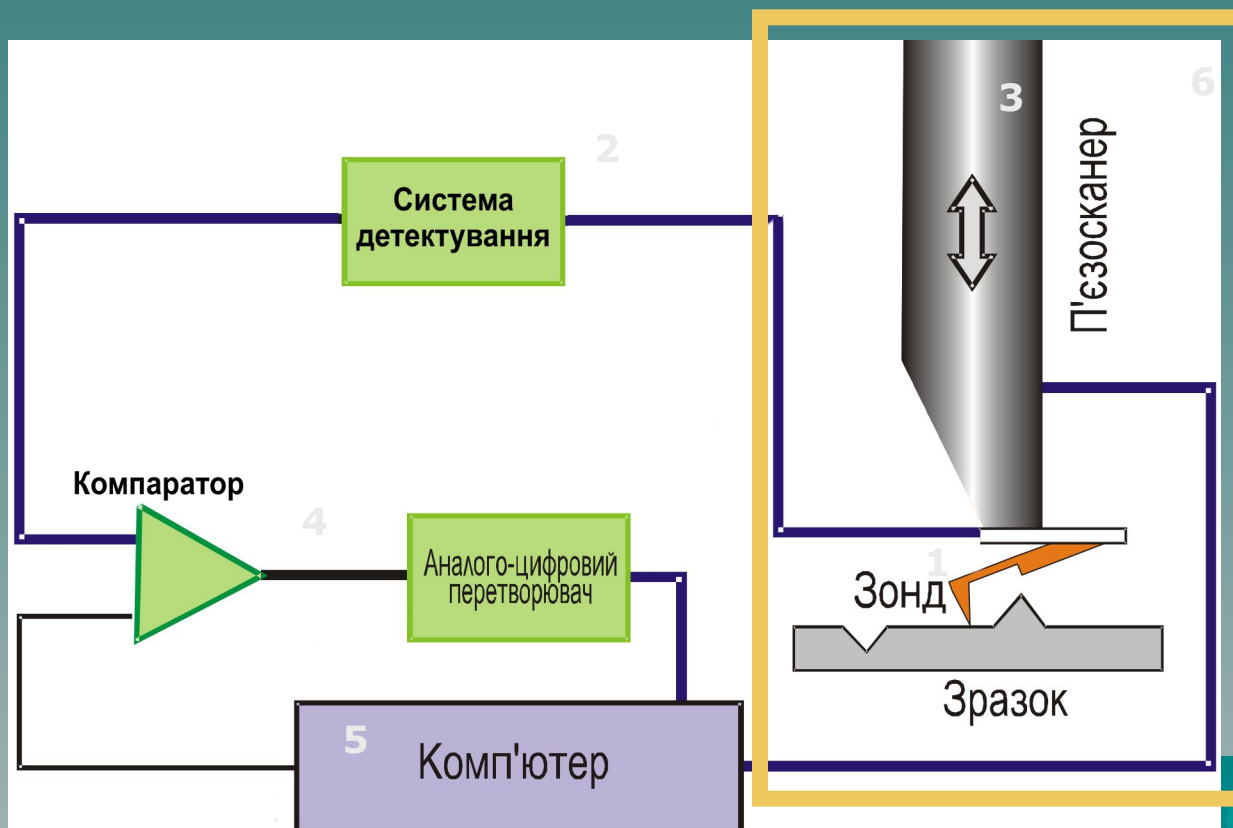 6
3
2
Система
детектування
П'єзосканер
Компаратор
4
Аналого-цифровий
перетворювач
1
Зонд
Зразок
5
Комп'ютер